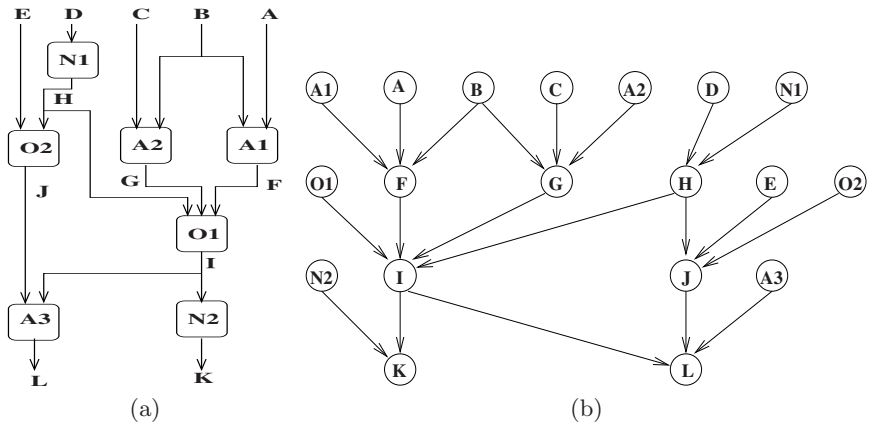 E D C B A
N1
H
O2 A2 A1
J G F
O1
I
A3 N2
L K
(a)
A1 A B C A2 D N1
O1 F G H E O2
N2 I J A3
K L
(b)